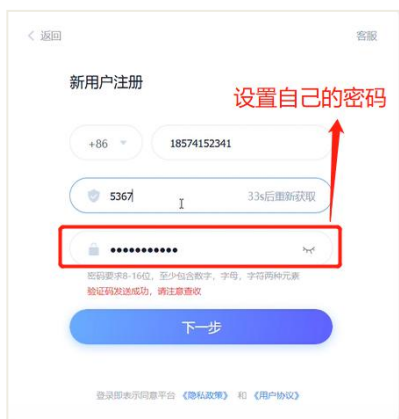 < 返回 客服
新用户注册
设置自己的密码
+86 18574152341
5367 33s后重新获取
•••••••••••
密码要求8-16位，至少包含数字，字母，字符两种元素
验证码发送成功，请注意查收
下一步
登录即表示同意平台《隐私政策》 和 《用户协议》